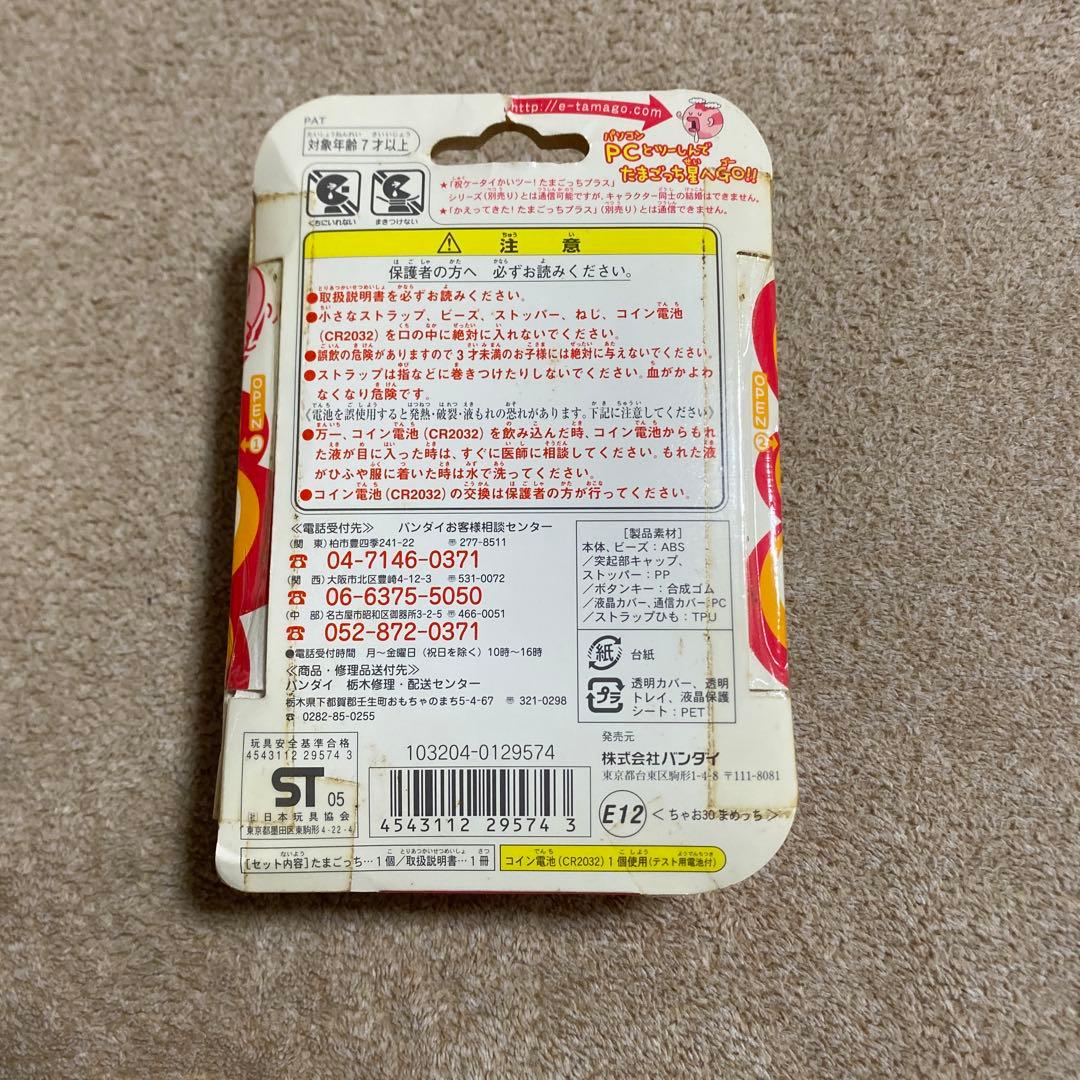 http://e-tamago.com
PAT
対象年齢7才以上
パソコン
PCとツーしんで
たまごっち星へGO!!
くちにいれない
まきつけない
★「祝ケータイかいツー!たまごっちプラス」
シリーズ(別売り)とは通信可能ですが、キャラクター同士の結婚はできません。
★「かえってきた!たまごっちプラス」(別売り)とは通信できません。
⚠ 注意
保護者の方へ 必ずお読みください。
●取扱説明書を必ずお読みください。
●小さなストラップ、ビーズ、ストッパー、ねじ、コイン電池
(CR2032)を口の中に絶対に入れないでください。
●誤飲の危険がありますので3才未満のお子様には絶対に与えないでください。
●ストラップは指などに巻きつけたりしないでください。血がかよわ
なくなり危険です。
《電池を誤使用すると発熱・破裂・液もれの恐れがあります。下記に注意してください》
●万一、コイン電池(CR2032)を飲み込んだ時、コイン電池からもれ
た液が目に入った時は、すぐに医師に相談してください。もれた液
がひふや服に着いた時は水で洗ってください。
●コイン電池(CR2032)の交換は保護者の方が行ってください。
OPEN
1
OPEN
2
≪電話受付先≫ バンダイお客様相談センター
(関 東)柏市豊四季241-22 〒277-8511
☎ 04-7146-0371
(関 西)大阪市北区豊崎4-12-3 〒531-0072
☎ 06-6375-5050
(中 部)名古屋市昭和区御器所3-2-5 〒466-0051
☎ 052-872-0371
●電話受付時間 月〜金曜日(祝日を除く)10時〜16時
≪商品・修理品送付先≫
バンダイ 栃木修理・配送センター
栃木県下都賀郡壬生町おもちゃのまち5-4-67 〒321-0298
☎ 0282-85-0255
[製品素材]
本体、ビーズ:ABS
/突起部キャップ、
ストッパー:PP
/ボタンキー:合成ゴム
/液晶カバー、通信カバー:PC
/ストラップひも:TPU
紙
台紙
プラ
透明カバー、透明
トレイ、液晶保護
シート:PET
玩具安全基準合格
4543112 29574 3
ST 05
㈳日本玩具協会
東京都墨田区東駒形4-22-4
103204-0129574
4543112 295743
発売元
株式会社バンダイ
東京都台東区駒形1-4-8 〒111-8081
E12 <ちゃお30まめっち>
[セット内容]たまごっち…1個/取扱説明書…1冊
コイン電池(CR2032)1個使用(テスト用電池付)